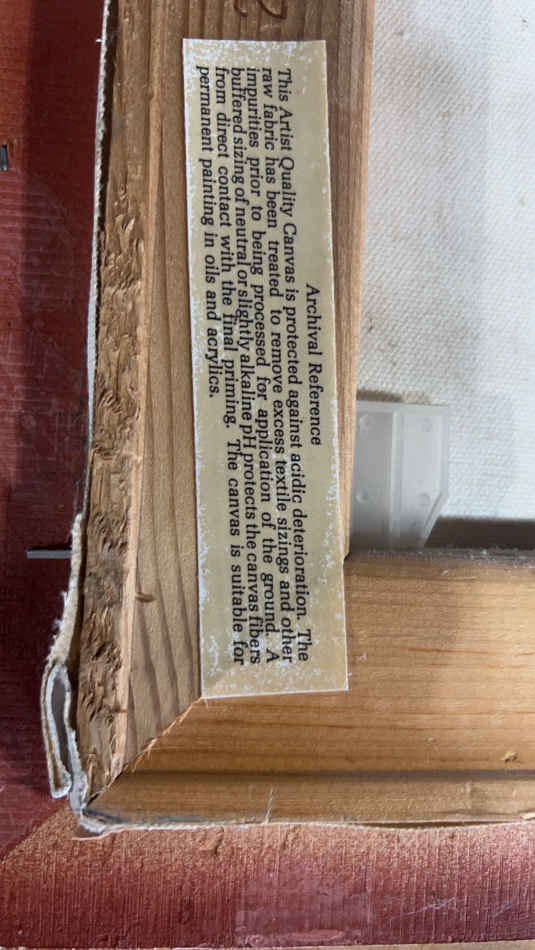 Archival Reference
This Artist Quality Canvas is protected against acidic deterioration. The
raw fabric has been treated to remove excess textile sizings and other
impurities prior to being processed for application of the ground. A
buffered sizing of neutral or slightly alkaline pH protects the canvas fibers
from direct contact with the final priming. The canvas is suitable for
permanent painting in oils and acrylics.